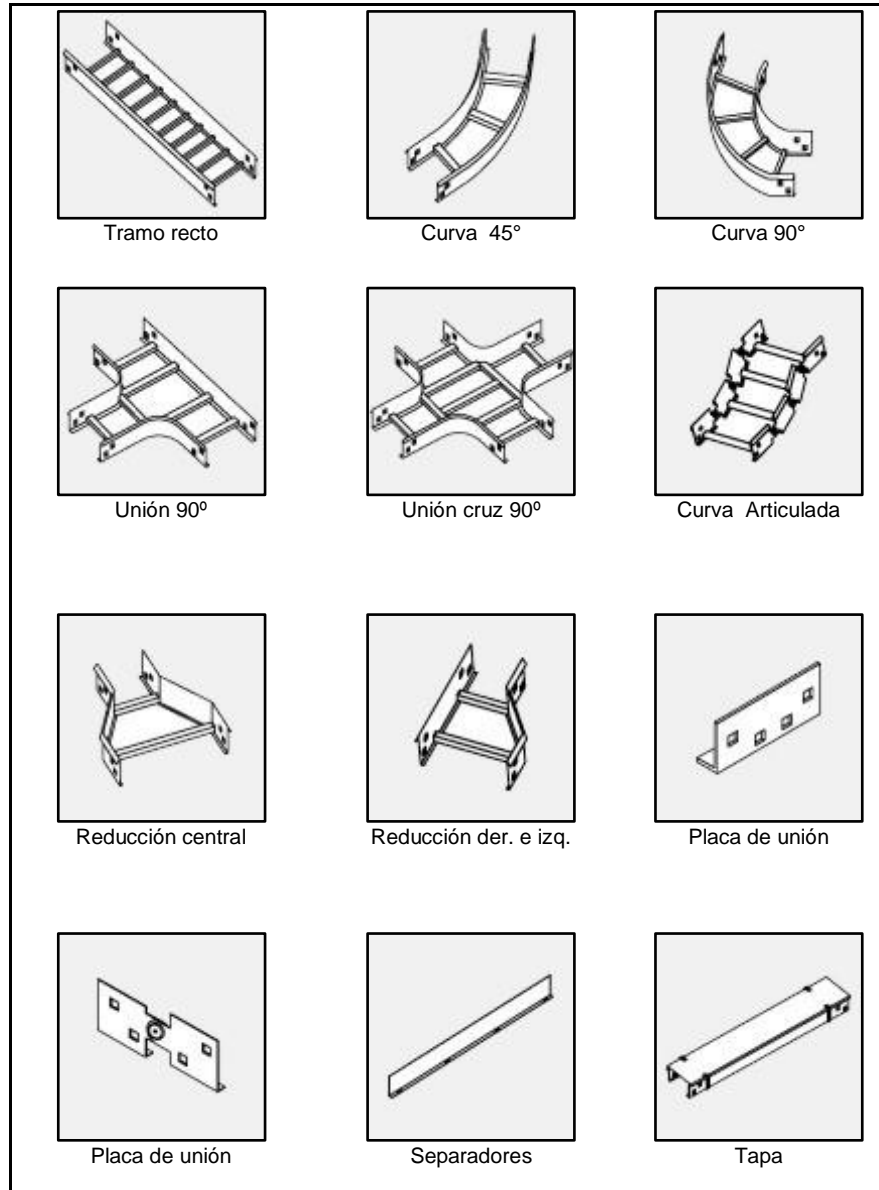 Tramo recto
Curva 45°
Curva 90°
Unión 90º
Unión cruz 90º
Curva Articulada
Reducción central
Reducción der. e izq.
Placa de unión
Placa de unión
Separadores
Tapa